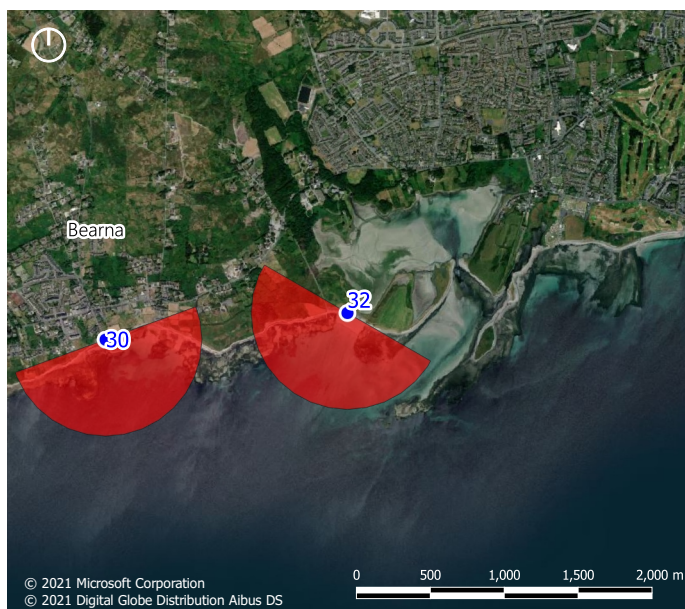 Bearna
32
30
0 500 1,000 1,500 2,000 m
© 2021 Microsoft Corporation
© 2021 Digital Globe Distribution Aibus DS